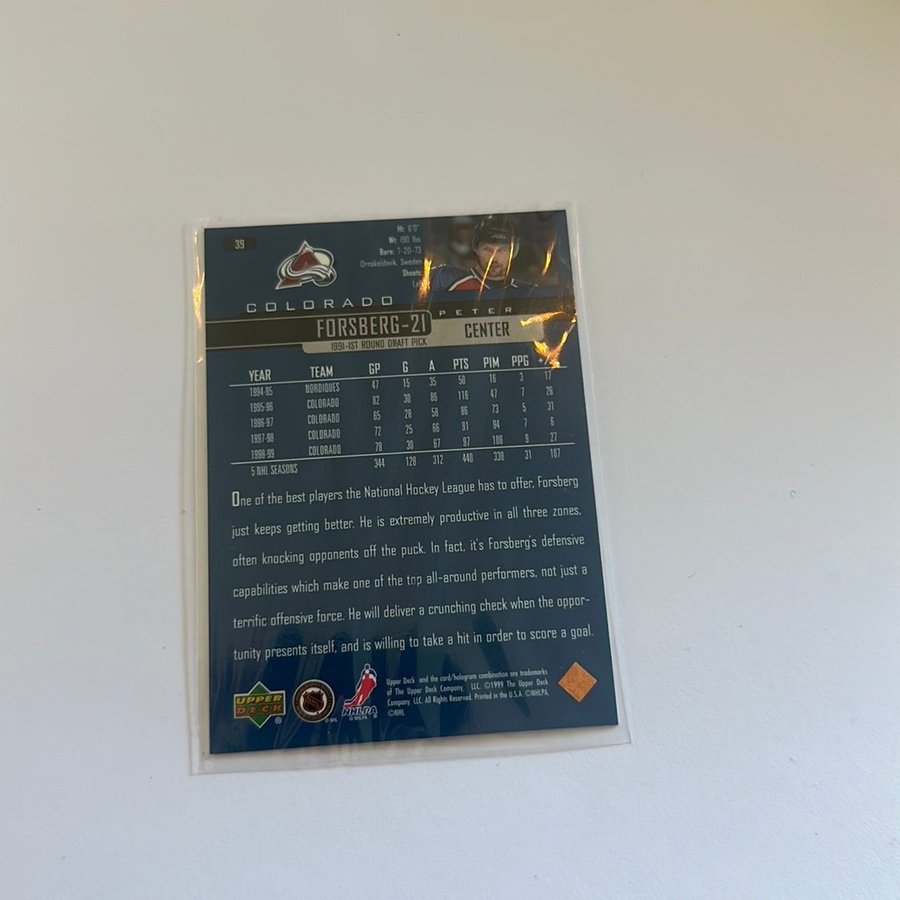 39
Ht: 6'0"
Wt: 190 lbs
Born: 7-20-73
Ornskoldsvik, Sweden
Shoots:
COLORADO
PETER
FORSBERG-21
CENTER
1991-1ST ROUND DRAFT PICK
YEAR TEAM GP G A PTS PIM PPG +/-
1994-95 NORDIQUES 47 15 35 50 16 3 17
1995-96 COLORADO 82 30 86 116 47 7 26
1996-97 COLORADO 65 28 58 86 73 5 31
1997-98 COLORADO 72 25 66 91 94 7 6
1998-99 COLORADO 78 30 67 97 108 9 27
5 NHL SEASONS 344 128 312 440 338 31 107
One of the best players the National Hockey League has to offer, Forsberg
just keeps getting better. He is extremely productive in all three zones,
often knocking opponents off the puck. In fact, it's Forsberg's defensive
capabilities which make one of the top all-around performers, not just a
terrific offensive force. He will deliver a crunching check when the oppor-
tunity presents itself, and is willing to take a hit in order to score a goal.
UPPER
DECK
NHLPA
© NHLPA
Upper Deck and the card/hologram combination are trademarks
of The Upper Deck Company, LLC. ©1999 The Upper Deck
Company, LLC. All Rights Reserved. Printed in the U.S.A. ©NHLPA,
©NHL